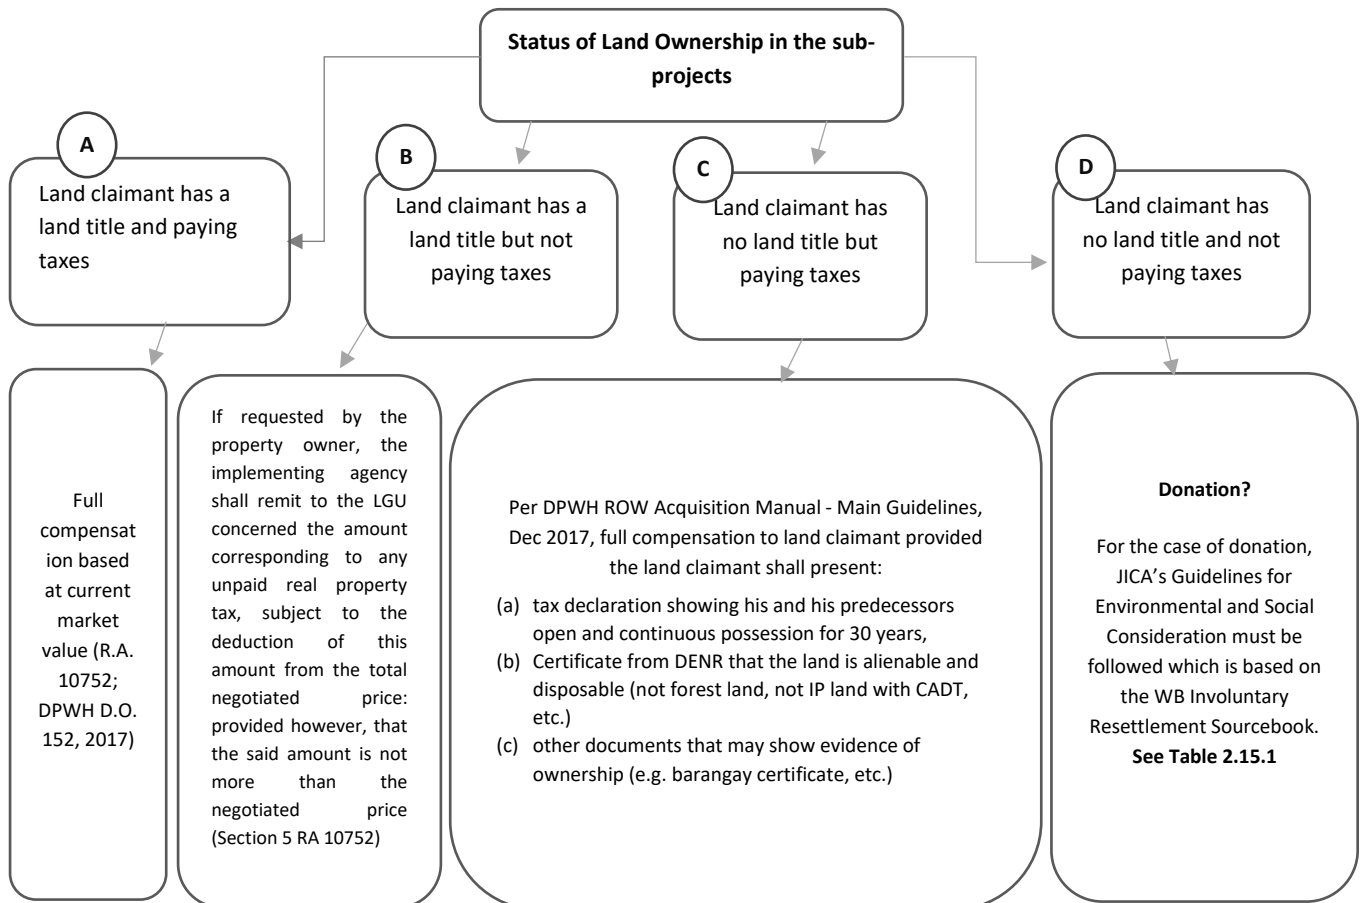 Status of Land Ownership in the sub-
projects
A
Land claimant has a
land title and paying
taxes
B
Land claimant has a
land title but not
paying taxes
C
Land claimant has
no land title but
paying taxes
D
Land claimant has
no land title and not
paying taxes
Full
compensat
ion based
at current
market
value (R.A.
10752;
DPWH D.O.
152, 2017)
If requested by the
property owner, the
implementing agency
shall remit to the LGU
concerned the amount
corresponding to any
unpaid real property
tax, subject to the
deduction of this
amount from the total
negotiated price:
provided however, that
the said amount is not
more than the
negotiated price
(Section 5 RA 10752)
Per DPWH ROW Acquisition Manual - Main Guidelines,
Dec 2017, full compensation to land claimant provided
the land claimant shall present:
(a) tax declaration showing his and his predecessors
open and continuous possession for 30 years,
(b) Certificate from DENR that the land is alienable and
disposable (not forest land, not IP land with CADT,
etc.)
(c) other documents that may show evidence of
ownership (e.g. barangay certificate, etc.)
Donation?
For the case of donation,
JICA's Guidelines for
Environmental and Social
Consideration must be
followed which is based on
the WB Involuntary
Resettlement Sourcebook.
See Table 2.15.1